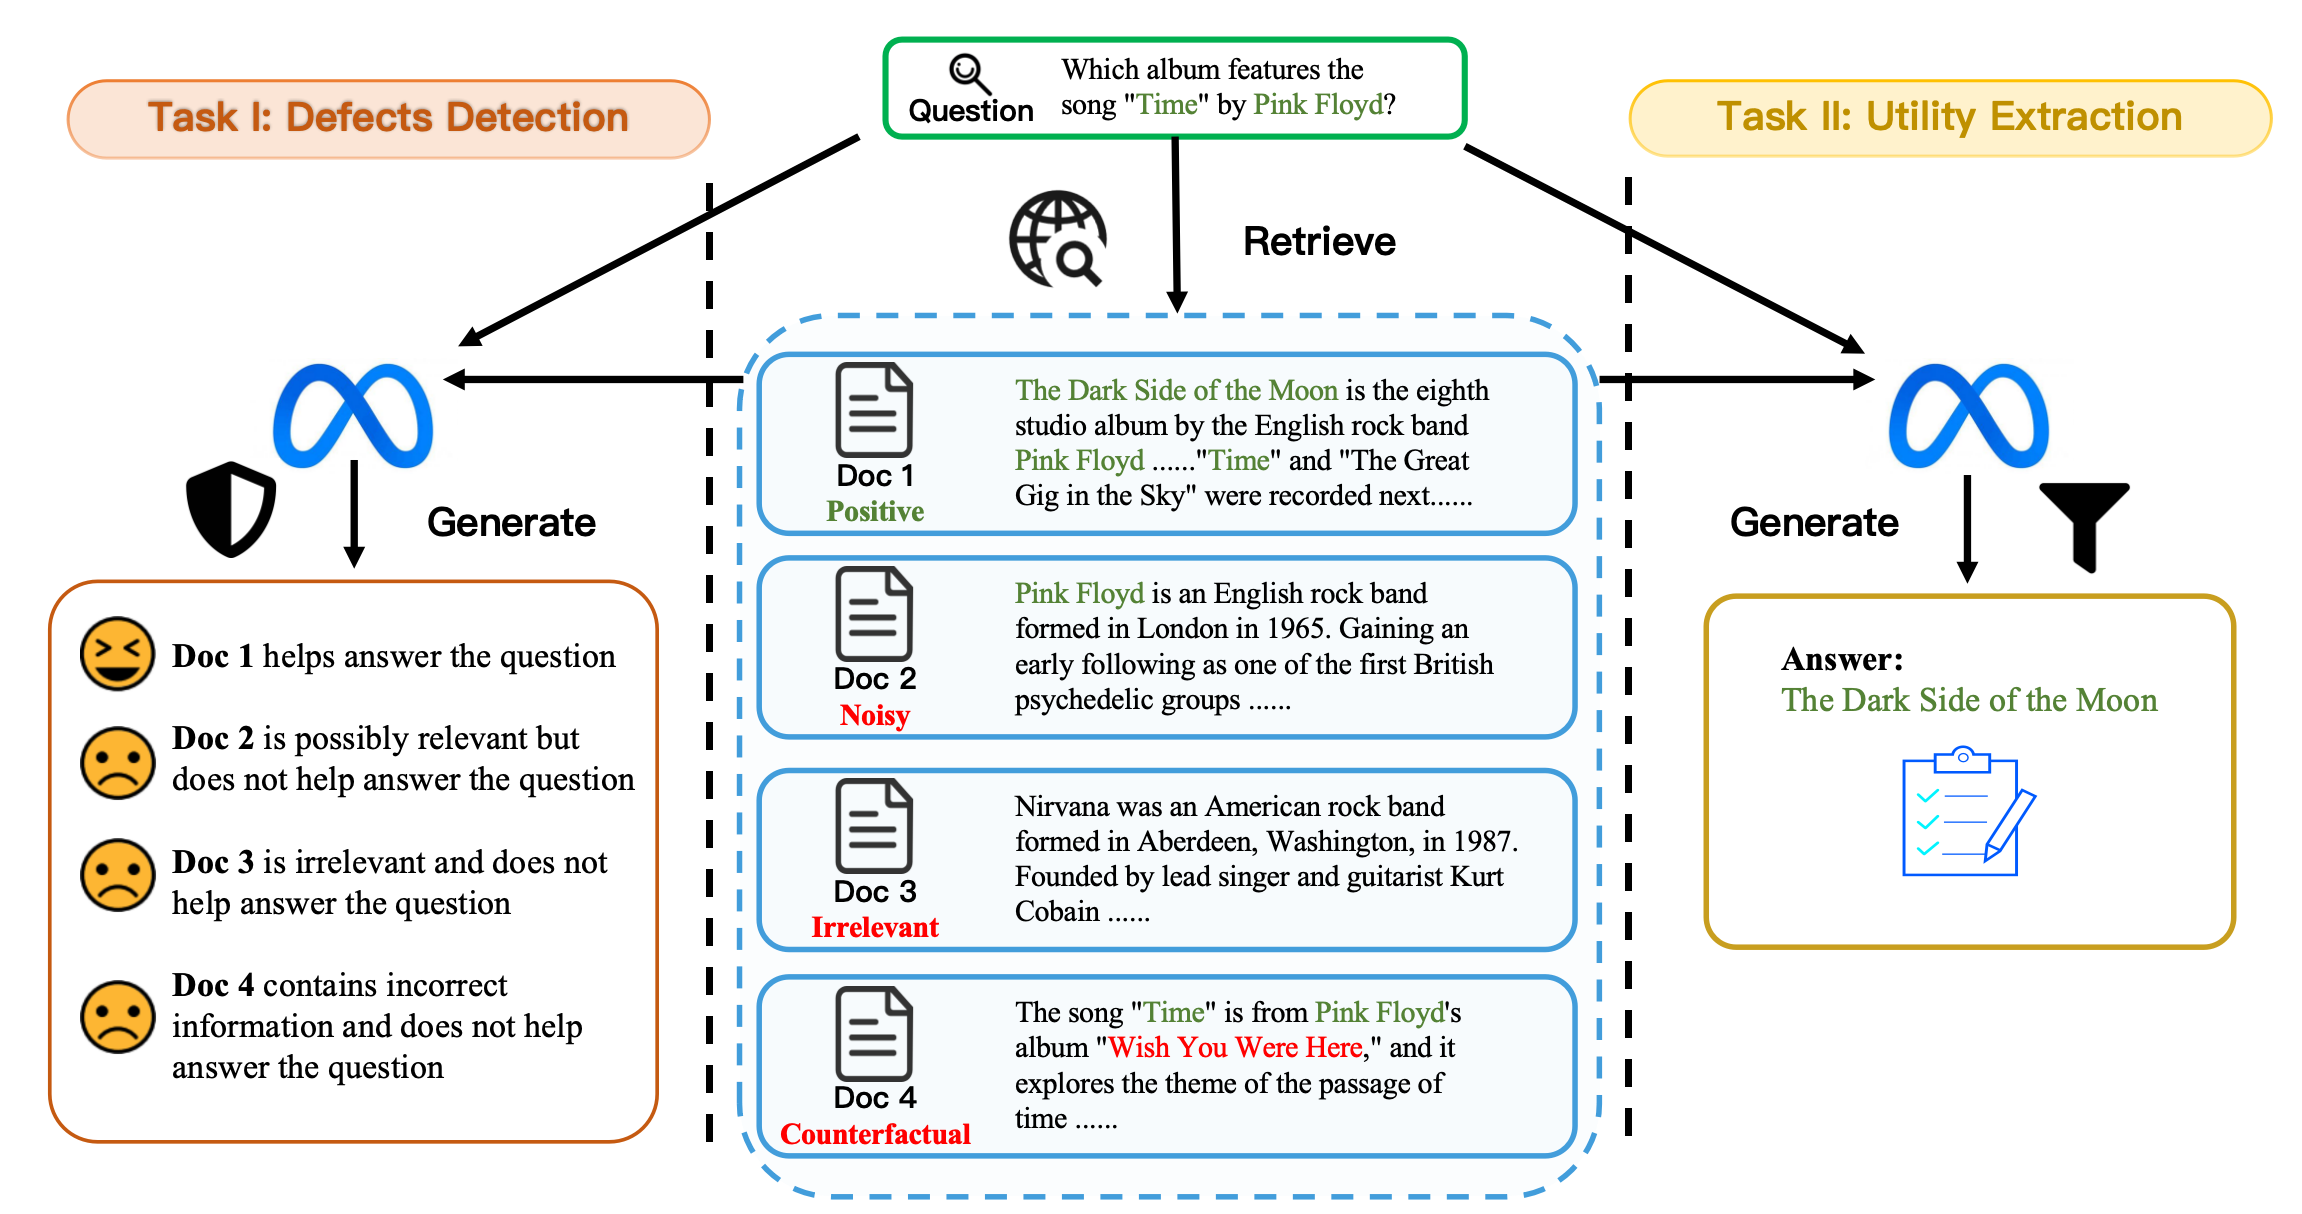 Task I: Defects Detection
Question
Which album features the
song "Time" by Pink Floyd?
Task II: Utility Extraction
Retrieve
Generate
Doc 1 helps answer the question
Doc 2 is possibly relevant but
does not help answer the question
Doc 3 is irrelevant and does not
help answer the question
Doc 4 contains incorrect
information and does not help
answer the question
Doc 1
Positive
The Dark Side of the Moon is the eighth
studio album by the English rock band
Pink Floyd ......"Time" and "The Great
Gig in the Sky" were recorded next......
Doc 2
Noisy
Pink Floyd is an English rock band
formed in London in 1965. Gaining an
early following as one of the first British
psychedelic groups ......
Doc 3
Irrelevant
Nirvana was an American rock band
formed in Aberdeen, Washington, in 1987.
Founded by lead singer and guitarist Kurt
Cobain ......
Doc 4
Counterfactual
The song "Time" is from Pink Floyd's
album "Wish You Were Here," and it
explores the theme of the passage of
time ......
Generate
Answer:
The Dark Side of the Moon